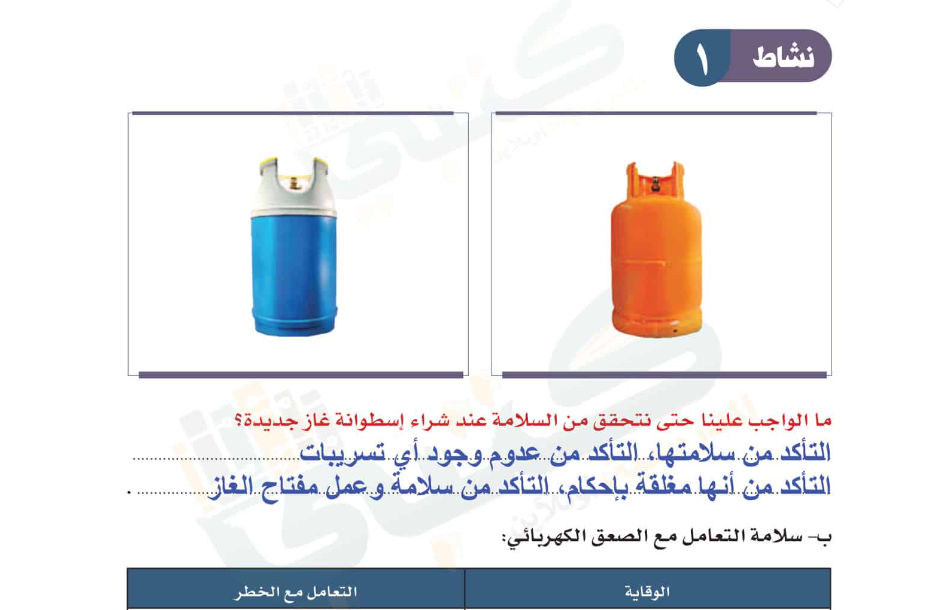 نشاط ١
ما الواجب علينا حتى نتحقق من السلامة عند شراء إسطوانة غاز جديدة؟
التأكد من سلامتها، التأكد من عدوم وجود أي تسريبات
التأكد من أنها مغلقة بإحكام، التأكد من سلامة وعمل مفتاح الغاز .
ب- سلامة التعامل مع الصعق الكهربائي:
الوقاية
التعامل مع الخطر